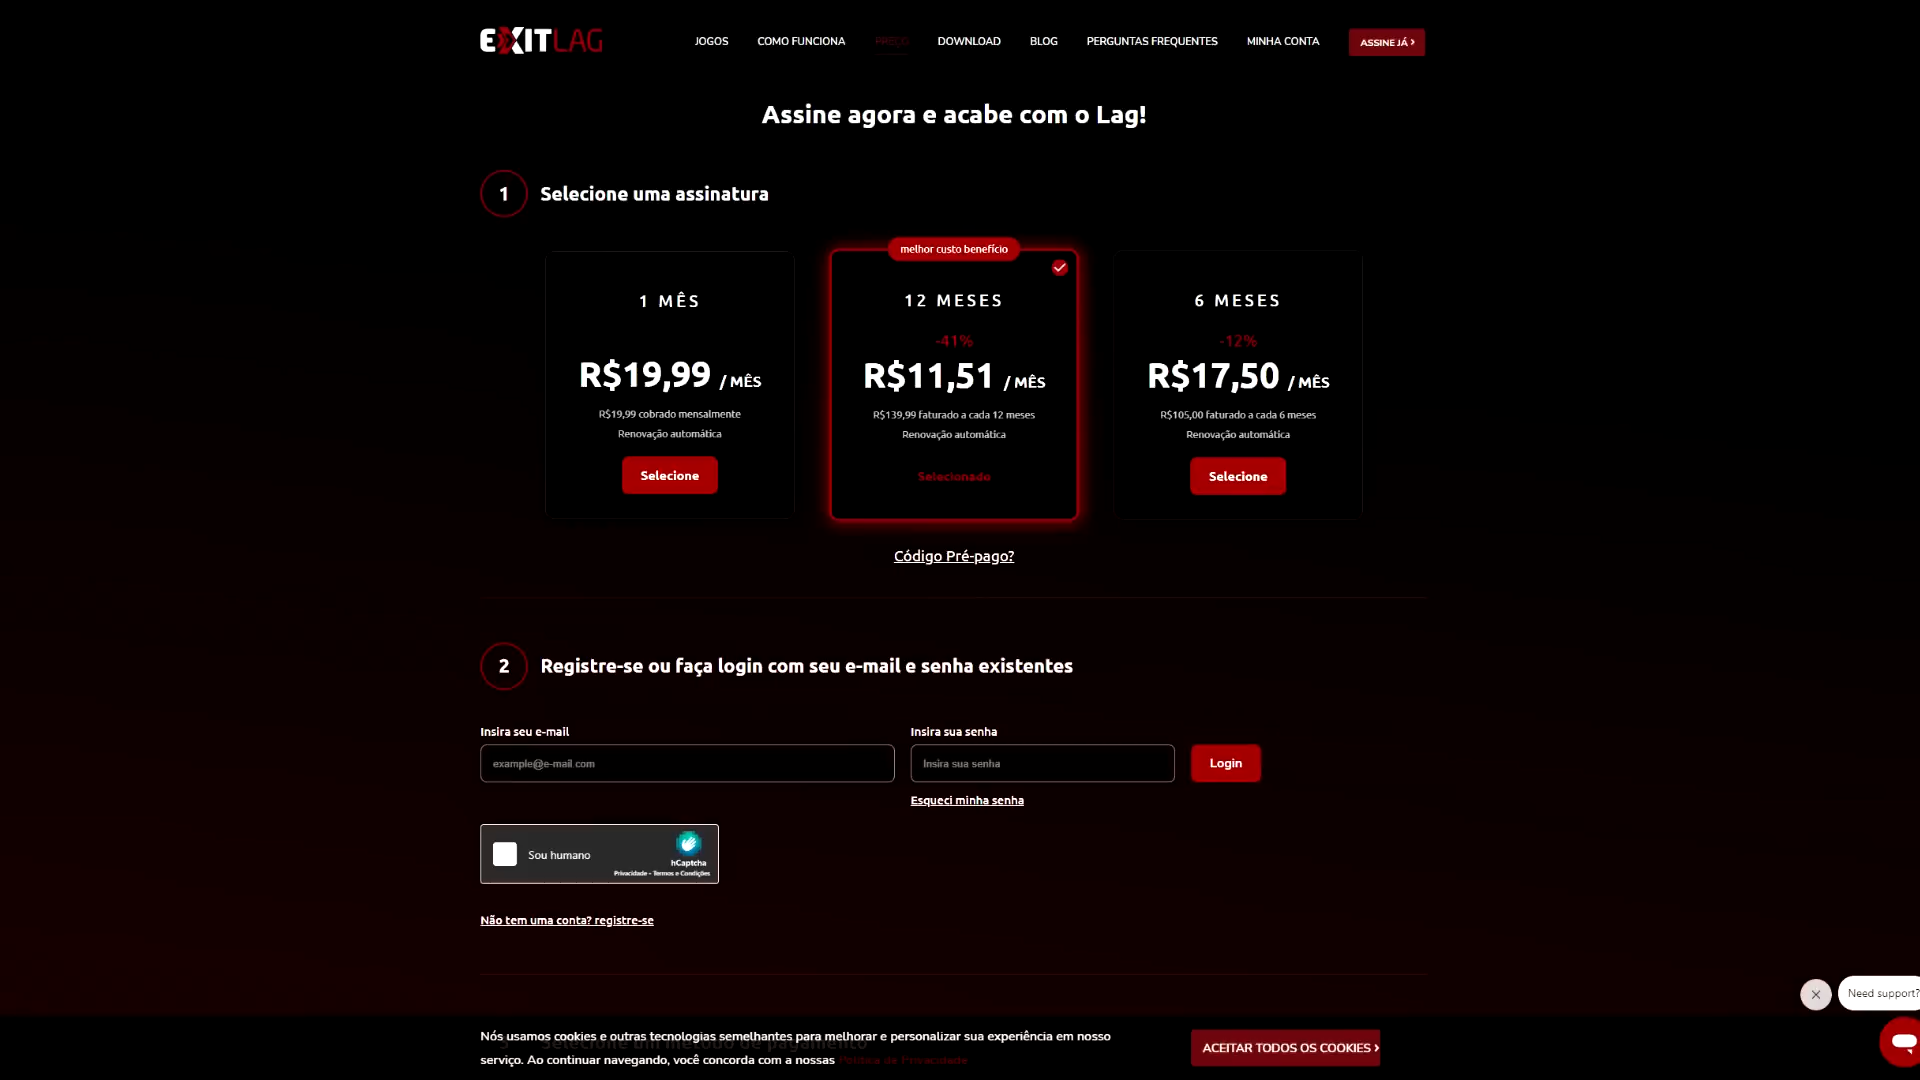 EXITLAG
JOGOS
COMO FUNCIONA
PREÇO
DOWNLOAD
BLOG
PERGUNTAS FREQUENTES
MINHA CONTA
ASSINE JÁ ›
Assine agora e acabe com o Lag!
1
Selecione uma assinatura
1 MÊS
R$19,99 / MÊS
R$19,99 cobrado mensalmente
Renovação automática
Selecione
melhor custo benefício
12 MESES
-41%
R$11,51 / MÊS
R$139,99 faturado a cada 12 meses
Renovação automática
Selecionado
6 MESES
-12%
R$17,50 / MÊS
R$105,00 faturado a cada 6 meses
Renovação automática
Selecione
Código Pré-pago?
2
Registre-se ou faça login com seu e-mail e senha existentes
Insira seu e-mail
example@e-mail.com
Insira sua senha
Insira sua senha
Login
Esqueci minha senha
Sou humano
hCaptcha
Privacidade - Termos e Condições
Não tem uma conta? registre-se
Need support?
3
Selecione um método de pagamento
Nós usamos cookies e outras tecnologias semelhantes para melhorar e personalizar sua experiência em nosso
serviço. Ao continuar navegando, você concorda com a nossas Política de Privacidade
ACEITAR TODOS OS COOKIES ›